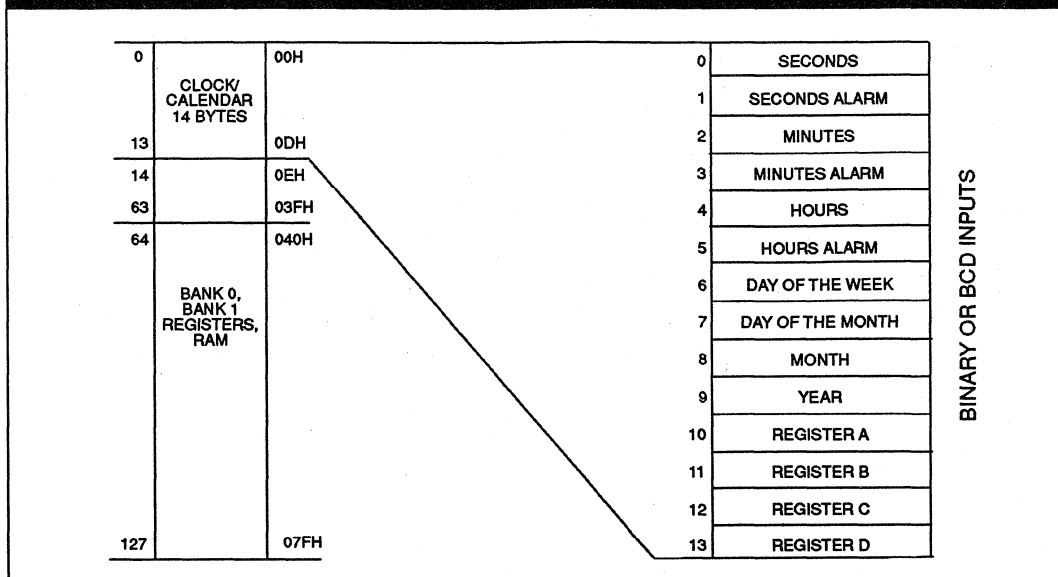 0 00H
CLOCK/
CALENDAR
14 BYTES
13 0DH
14 0EH
63 03FH
64 040H
BANK 0,
BANK 1
REGISTERS,
RAM
127 07FH
0 SECONDS
1 SECONDS ALARM
2 MINUTES
3 MINUTES ALARM
4 HOURS
5 HOURS ALARM
6 DAY OF THE WEEK
7 DAY OF THE MONTH
8 MONTH
9 YEAR
10 REGISTER A
11 REGISTER B
12 REGISTER C
13 REGISTER D
BINARY OR BCD INPUTS